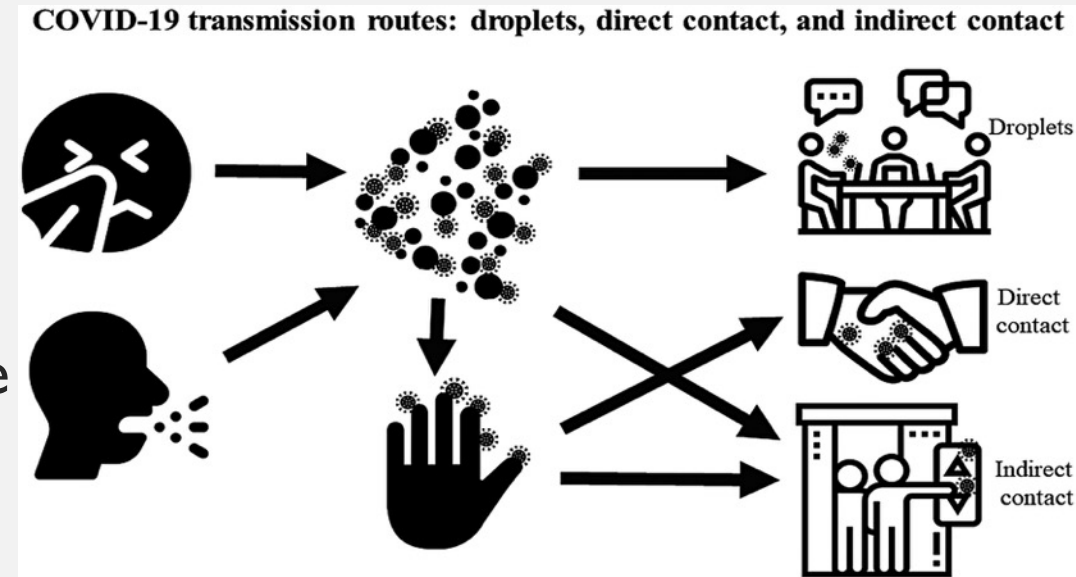 COVID-19 transmission routes: droplets, direct contact, and indirect contact
Droplets
Direct
contact
e
Indirect
contact